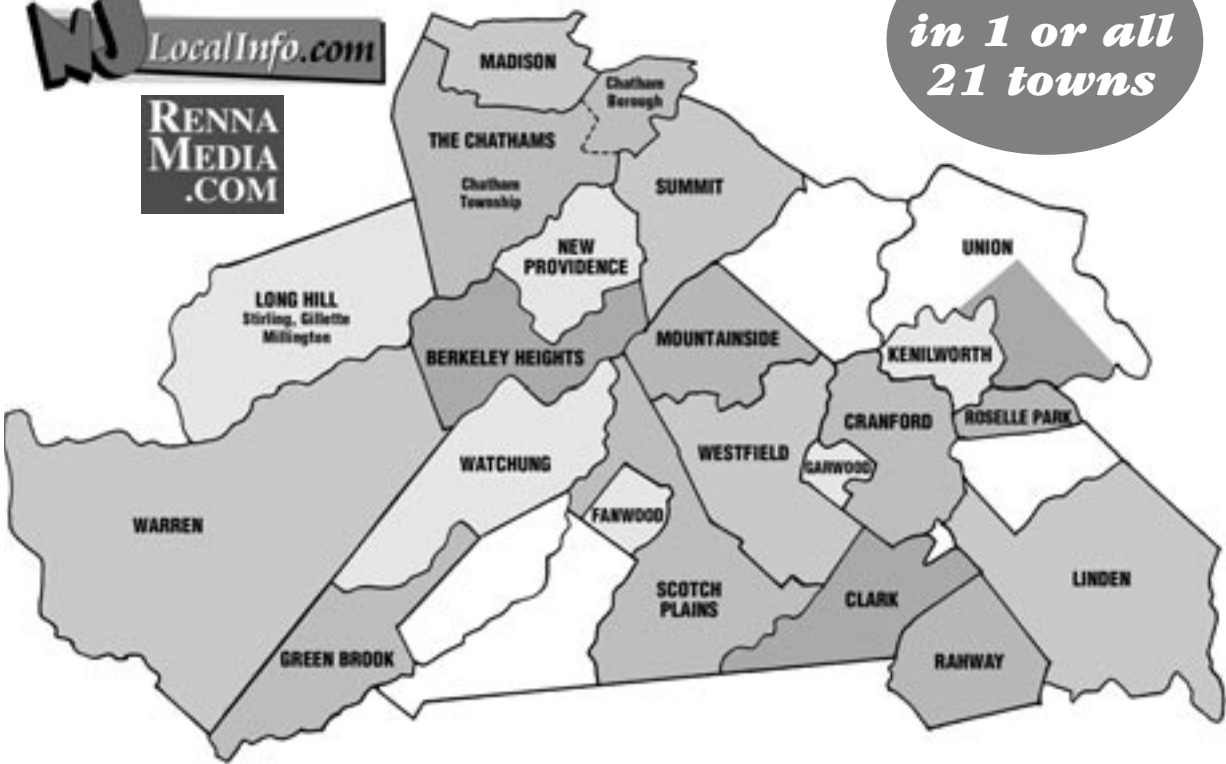 NJ LocalInfo.com
RENNA
MEDIA
.COM
in 1 or all
21 towns
MADISON
Chatham
Borough
THE CHATHAMS
Chatham
Township
SUMMIT
NEW
PROVIDENCE
UNION
LONG HILL
Stirling, Gillette
Millington
BERKELEY HEIGHTS
MOUNTAINSIDE
KENILWORTH
CRANFORD
ROSELLE PARK
WESTFIELD
GARWOOD
WATCHUNG
FANWOOD
WARREN
SCOTCH
PLAINS
CLARK
LINDEN
GREEN BROOK
RAHWAY